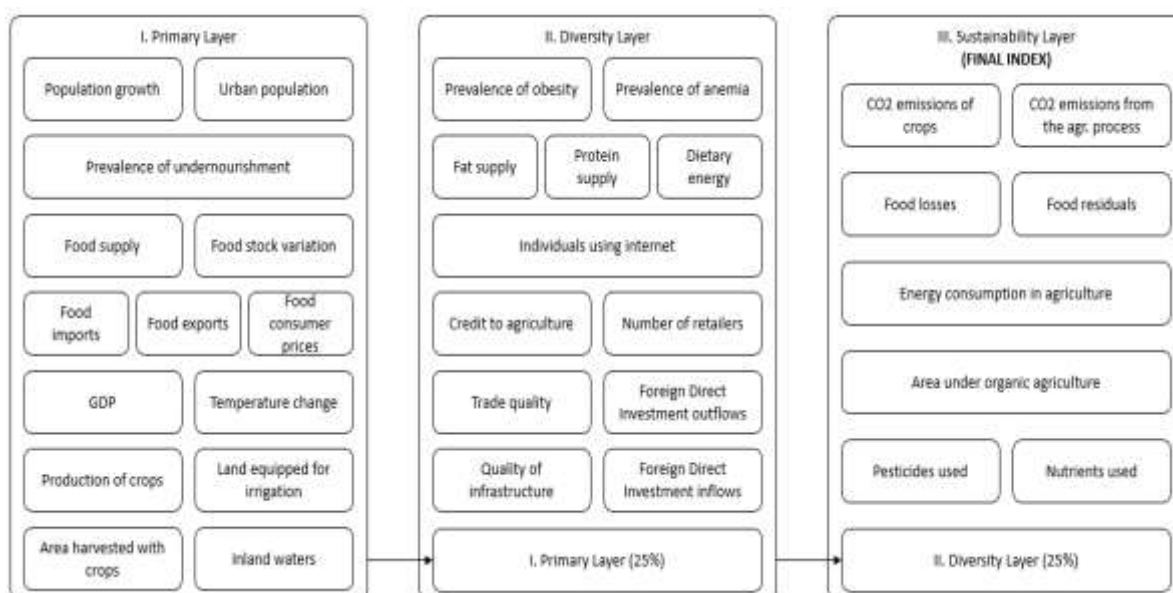 I. Primary Layer
Population growth
Urban population
Prevalence of undernourishment
Food supply
Food stock variation
Food
imports
Food exports
Food
consumer
prices
GDP
Temperature change
Production of crops
Land equipped for
irrigation
Area harvested with
crops
Inland waters
II. Diversity Layer
Prevalence of obesity
Prevalence of anemia
Fat supply
Protein
supply
Dietary
energy
Individuals using internet
Credit to agriculture
Number of retailers
Trade quality
Foreign Direct
Investment outflows
Quality of
infrastructure
Foreign Direct
Investment inflows
I. Primary Layer (25%)
III. Sustainability Layer
(FINAL INDEX)
CO2 emissions of
crops
CO2 emissions from
the agr. process
Food losses
Food residuals
Energy consumption in agriculture
Area under organic agriculture
Pesticides used
Nutrients used
II. Diversity Layer (25%)